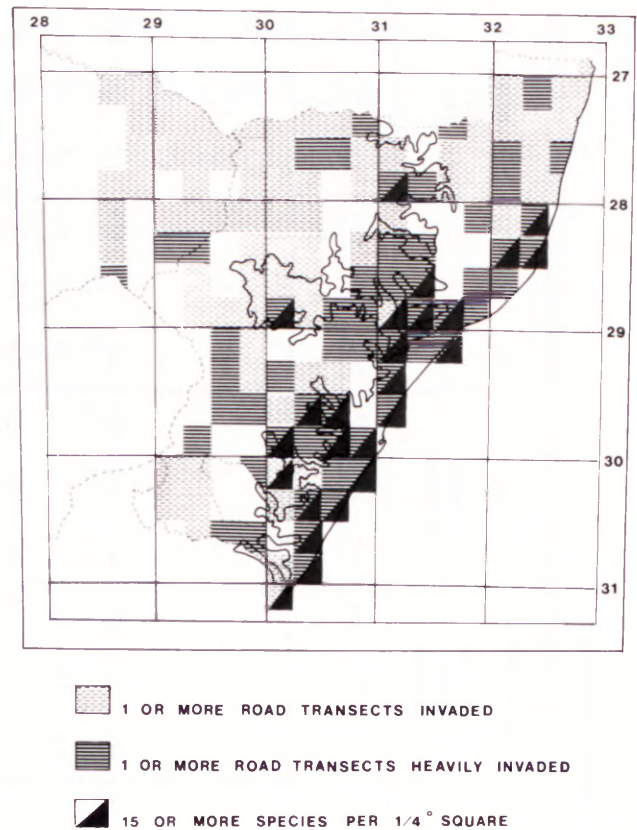 28 29 30 31 32 33
27
28
29
30
31
1 OR MORE ROAD TRANSECTS INVADED
1 OR MORE ROAD TRANSECTS HEAVILY INVADED
15 OR MORE SPECIES PER 1/4° SQUARE